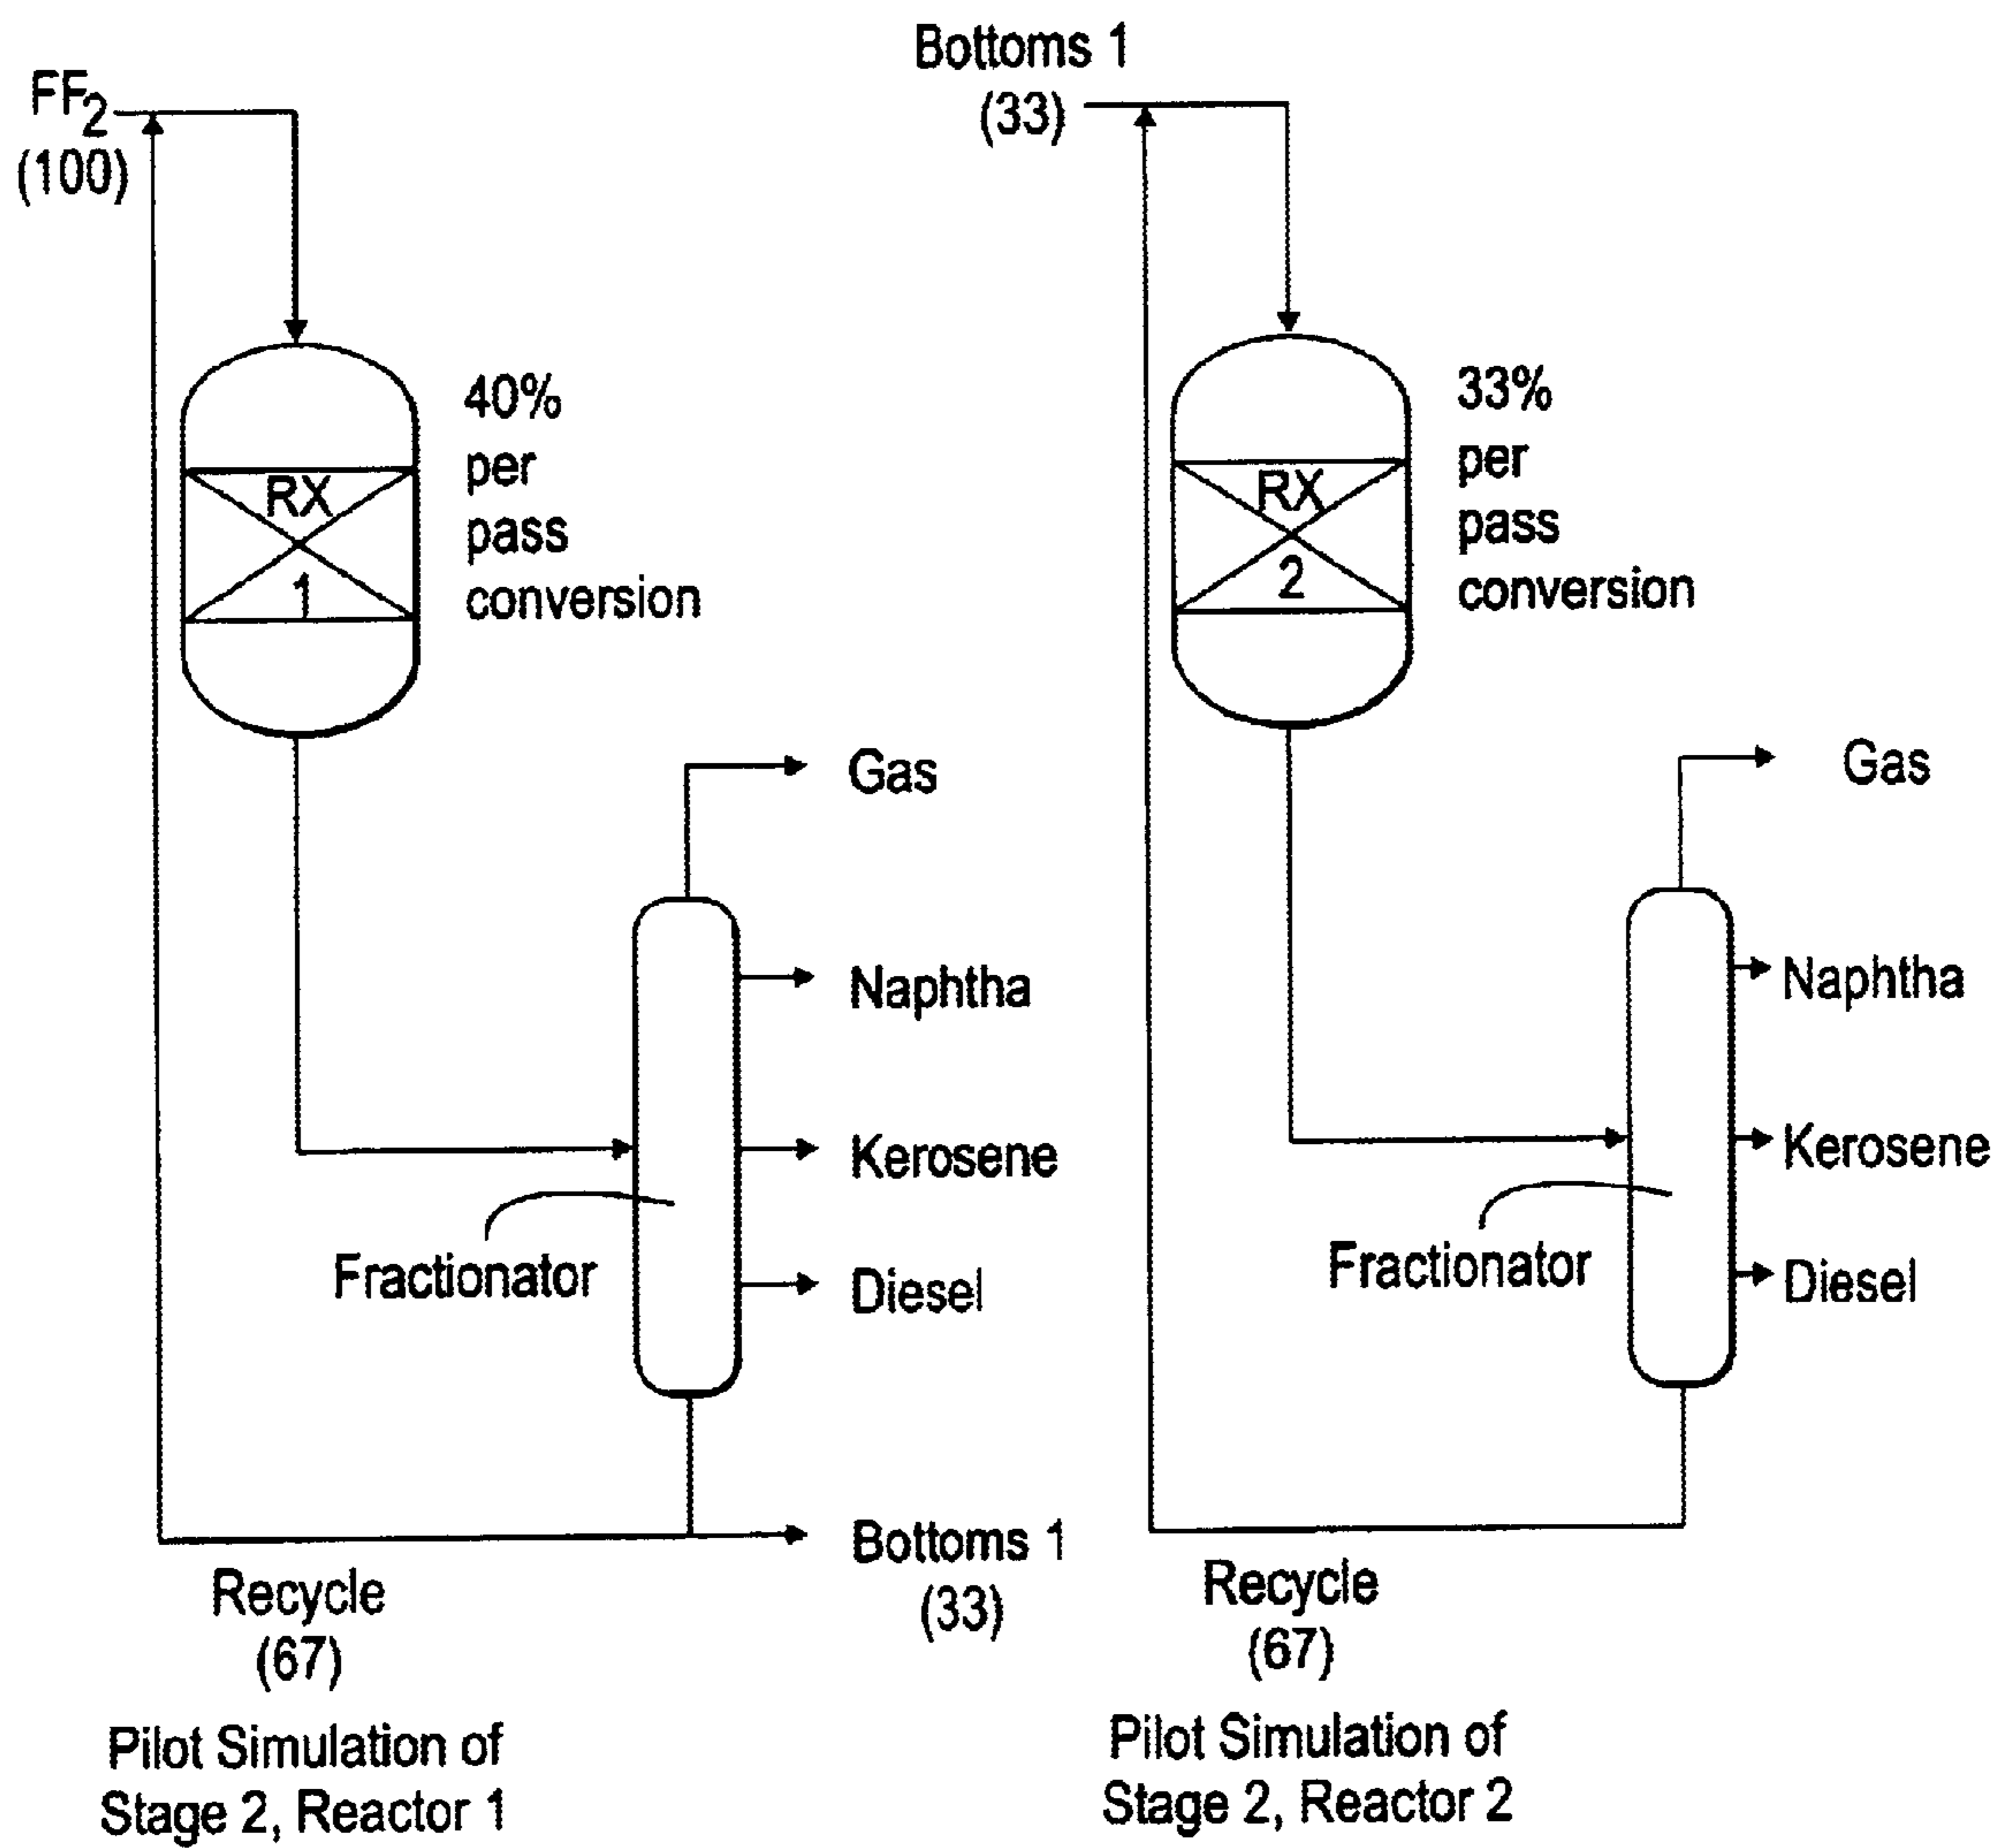 FF2
(100)
40%
per
pass
conversion
RX
1
Gas
Naphtha
Kerosene
Fractionator
Diesel
Bottoms 1
(33)
Recycle
(67)
Pilot Simulation of
Stage 2, Reactor 1
Bottoms 1
(33)
33%
per
pass
conversion
RX
2
Gas
Naphtha
Kerosene
Fractionator
Diesel
Recycle
(67)
Pilot Simulation of
Stage 2, Reactor 2